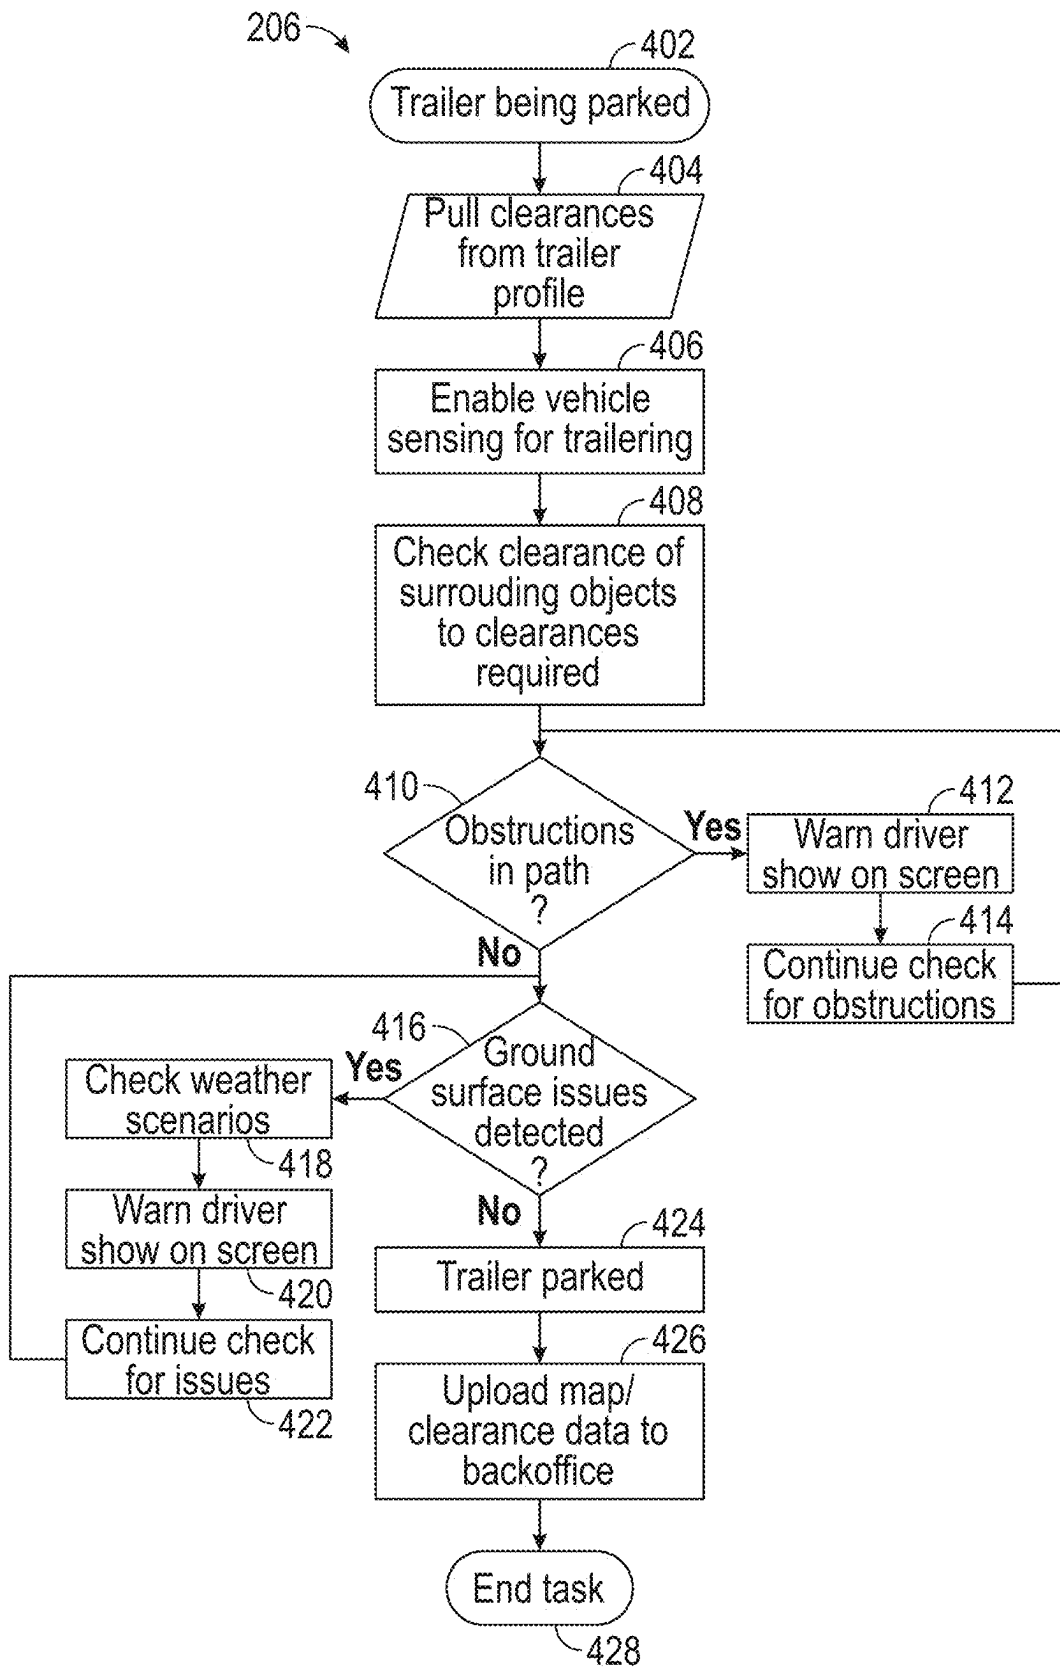 206
402
Trailer being parked
404
Pull clearances
from trailer
profile
406
Enable vehicle
sensing for trailering
408
Check clearance of
surrouding objects
to clearances
required
410
Obstructions
in path
?
Yes
412
Warn driver
show on screen
414
Continue check
for obstructions
No
416
Ground
surface issues
detected
?
Yes
Check weather
scenarios
418
Warn driver
show on screen
420
Continue check
for issues
422
No
424
Trailer parked
426
Upload map/
clearance data to
backoffice
End task
428